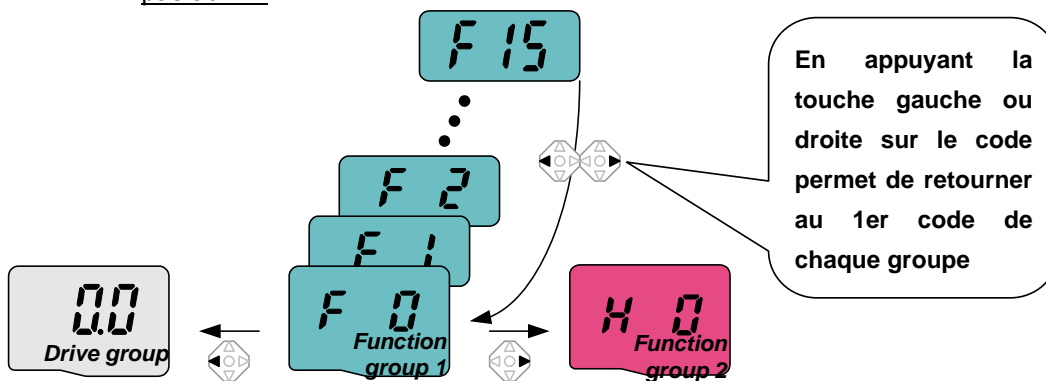 F 15
En appuyant la
touche gauche ou
droite sur le code
permet de retourner
au 1er code de
chaque groupe
F 2
F 1
0.0
Drive group
F 0
Function
group 1
H 0
Function
group 2